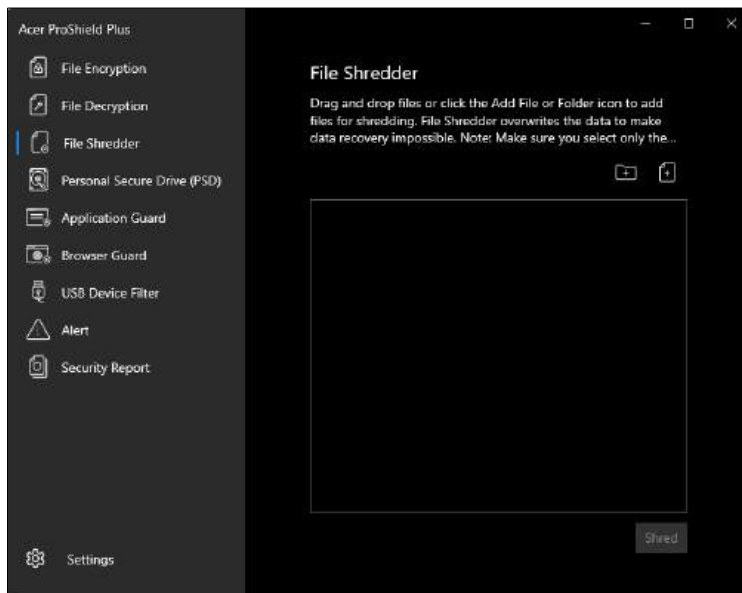 Acer ProShield Plus
File Encryption
File Decryption
File Shredder
Personal Secure Drive (PSD)
Application Guard
Browser Guard
USB Device Filter
Alert
Security Report
Settings
File Shredder
Drag and drop files or click the Add File or Folder icon to add
files for shredding. File Shredder overwrites the data to make
data recovery impossible. Note: Make sure you select only the...
Shred